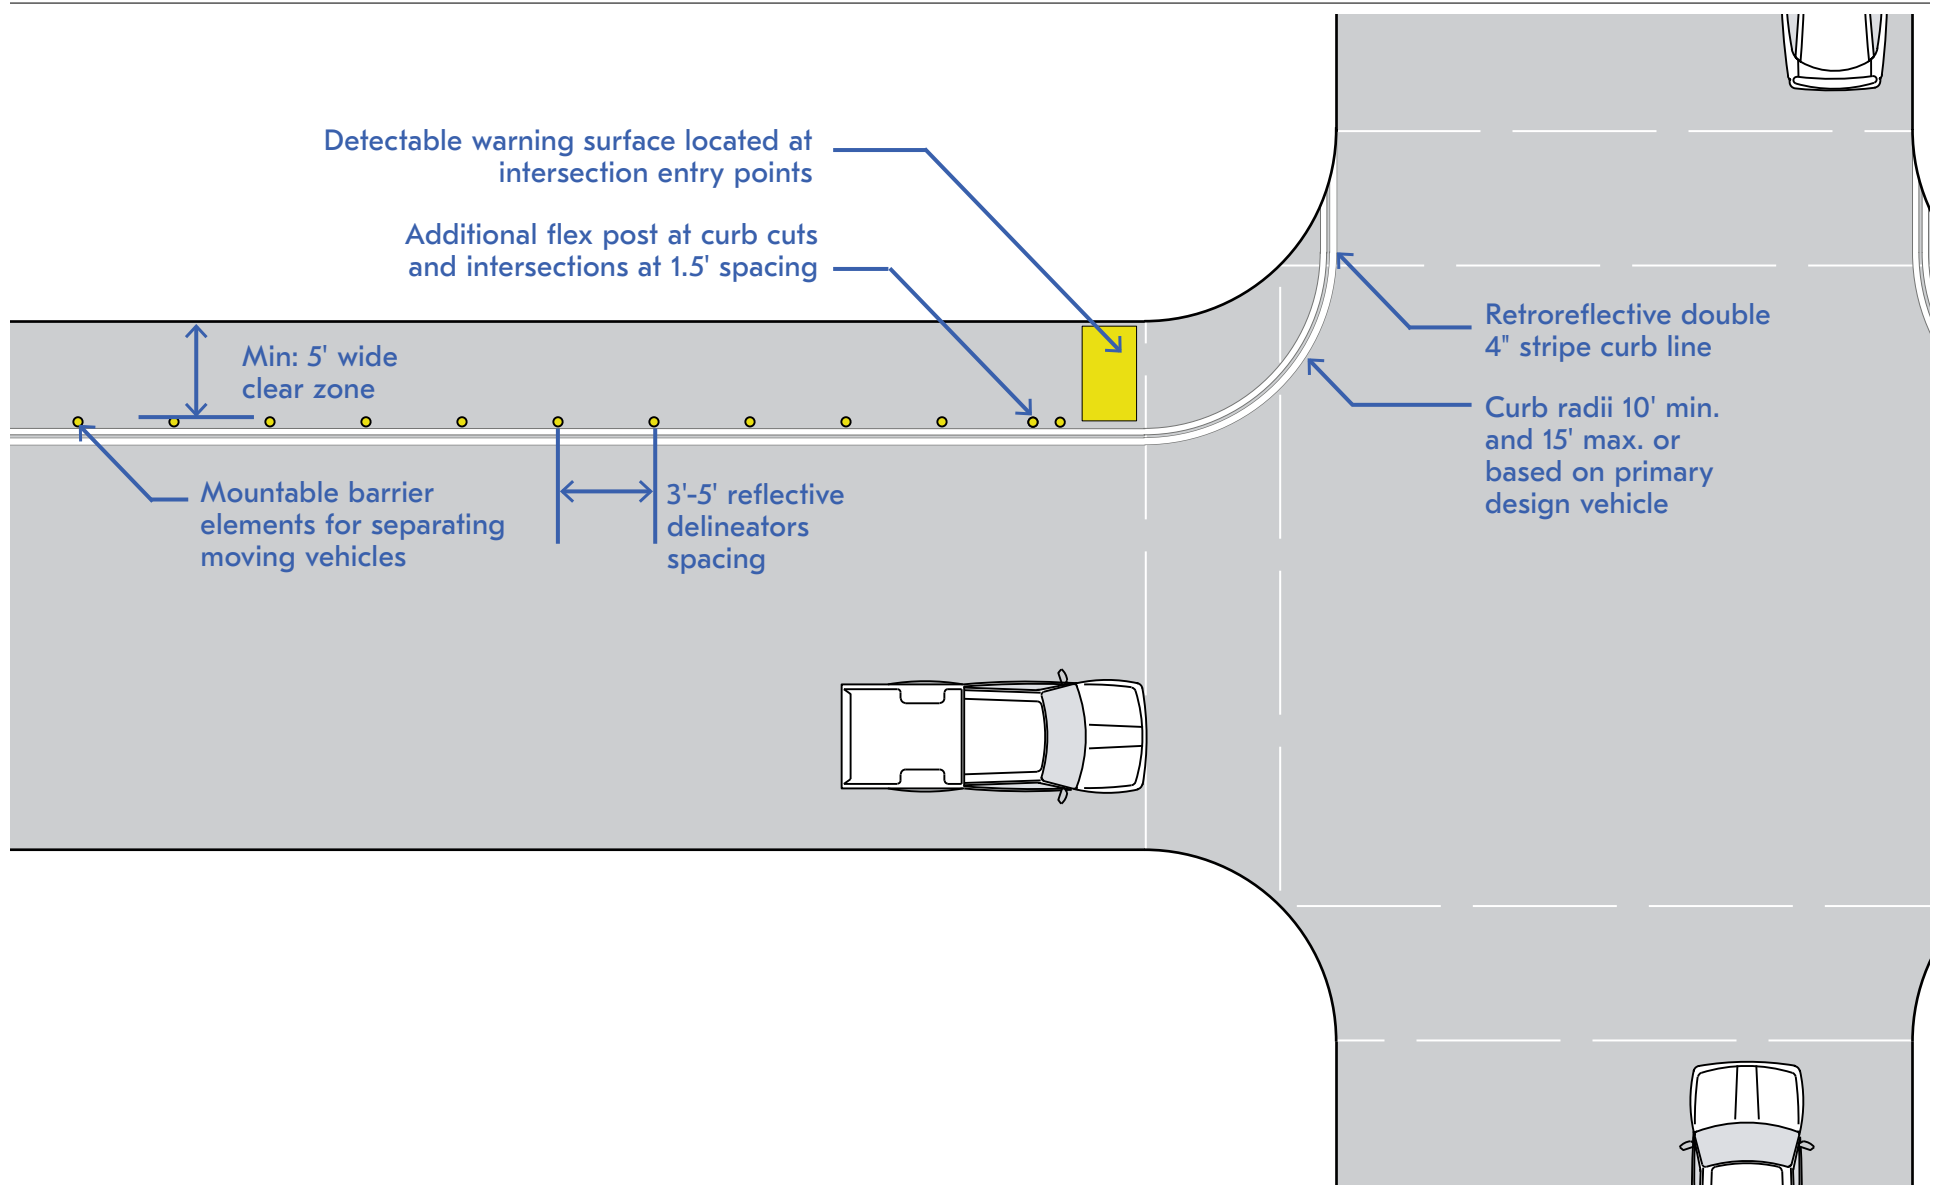 Detectable warning surface located at
intersection entry points
Additional flex post at curb cuts
and intersections at 1.5' spacing
Min: 5' wide
clear zone
Retroreflective double
4" stripe curb line
Curb radii 10' min.
and 15' max. or
based on primary
design vehicle
Mountable barrier
elements for separating
moving vehicles
3'-5' reflective
delineators
spacing